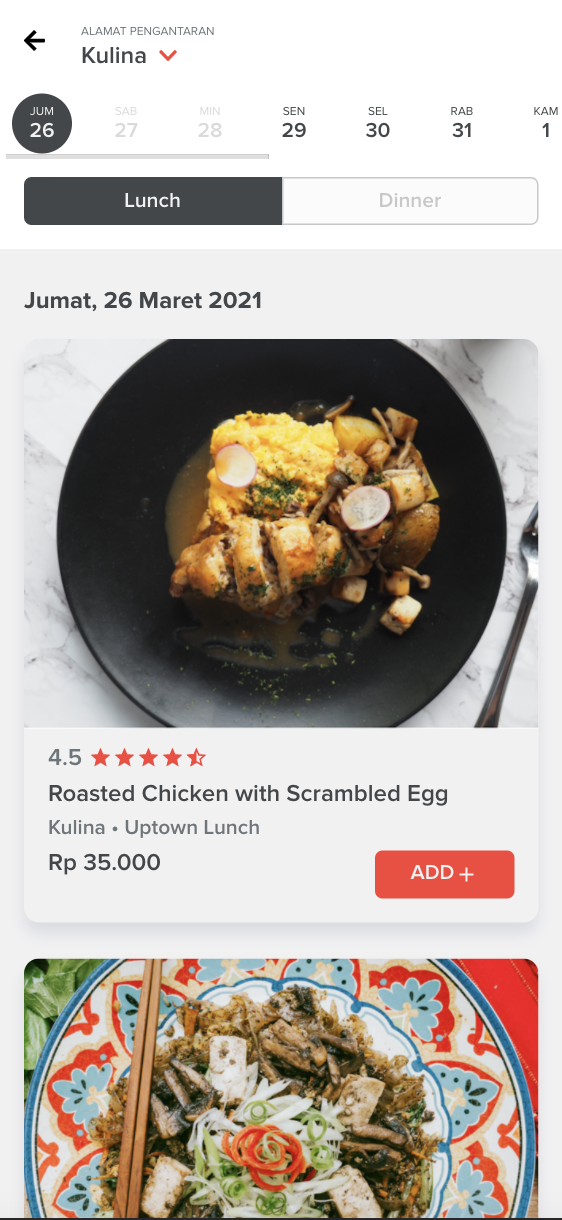 ALAMAT PENGANTARAN
Kulina
JUM SAB MIN SEN SEL RAB KAM
26 27 28 29 30 31 1
Lunch Dinner
Jumat, 26 Maret 2021
4.5
Roasted Chicken with Scrambled Egg
Kulina • Uptown Lunch
Rp 35.000
ADD +